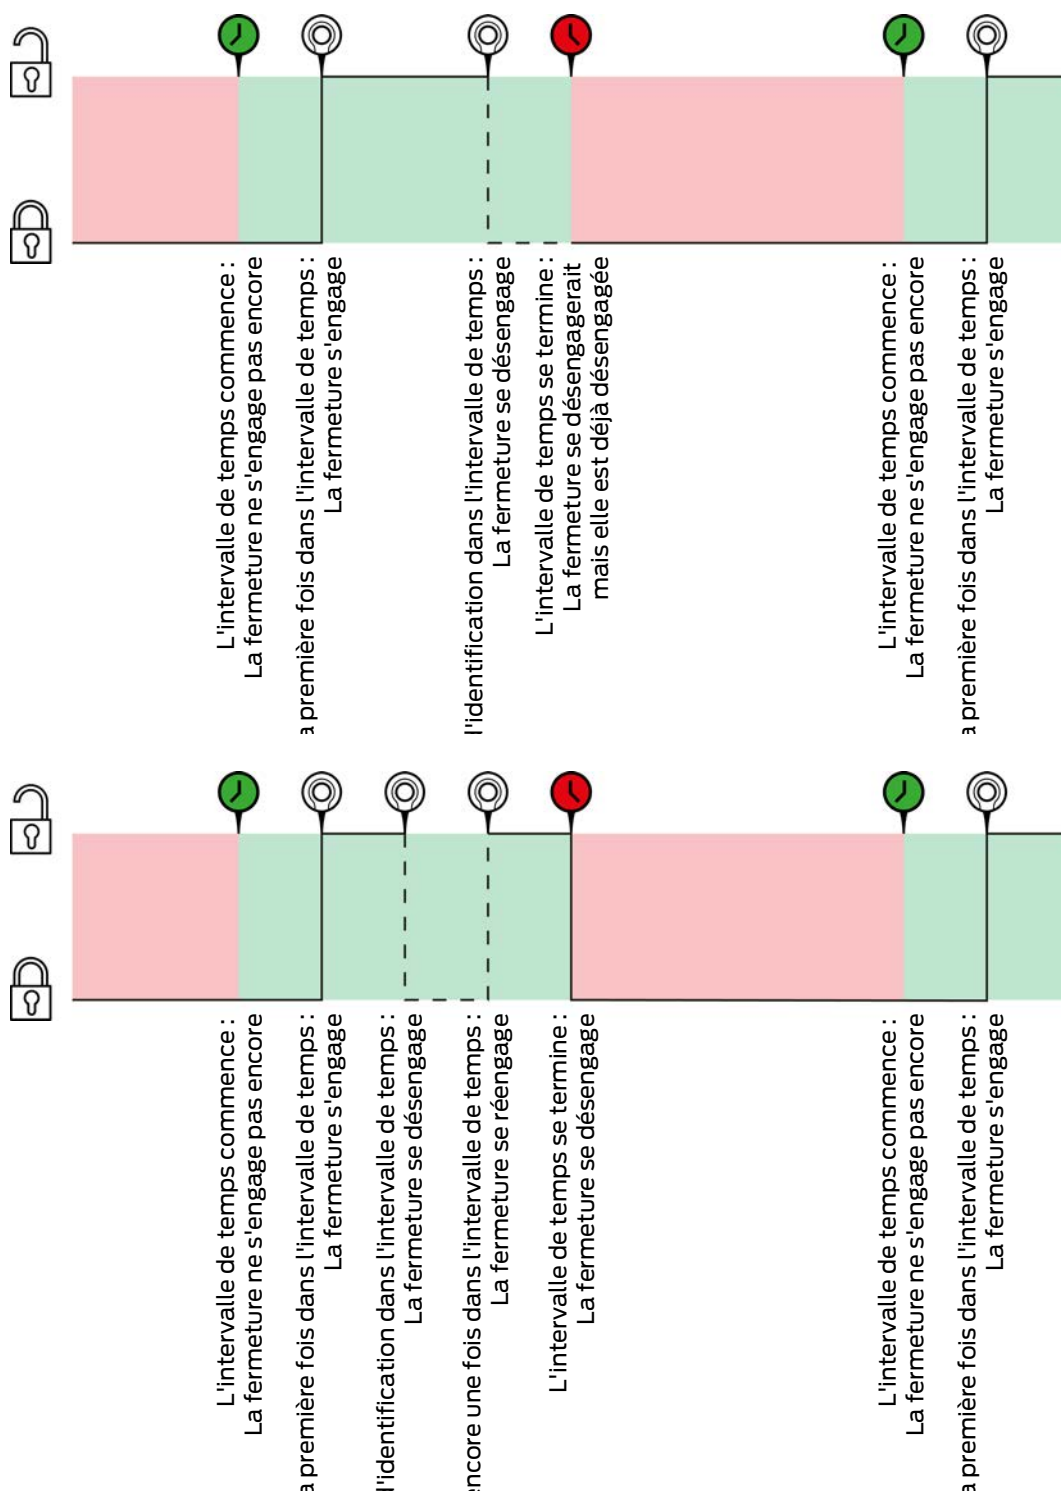 L'intervalle de temps commence :
La fermeture ne s'engage pas encore
première fois dans l'intervalle de temps :
La fermeture s'engage
l'identification dans l'intervalle de temps :
La fermeture se désengage
L'intervalle de temps se termine :
La fermeture se désengagerait
mais elle est déjà désengagée
L'intervalle de temps commence :
La fermeture ne s'engage pas encore
première fois dans l'intervalle de temps :
La fermeture s'engage
L'intervalle de temps commence :
La fermeture ne s'engage pas encore
première fois dans l'intervalle de temps :
La fermeture s'engage
l'identification dans l'intervalle de temps :
La fermeture se désengage
encore une fois dans l'intervalle de temps :
La fermeture se réengage
L'intervalle de temps se termine :
La fermeture se désengage
L'intervalle de temps commence :
La fermeture ne s'engage pas encore
première fois dans l'intervalle de temps :
La fermeture s'engage